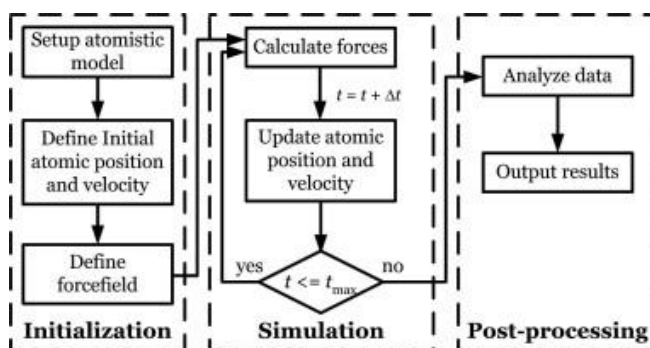 Setup atomistic
model
Define Initial
atomic position
and velocity
Define
forcefield
Initialization
Calculate forces
t = t + Δt
Update atomic
position and
velocity
yes
t <= tmax
no
Simulation
Analyze data
Output results
Post-processing